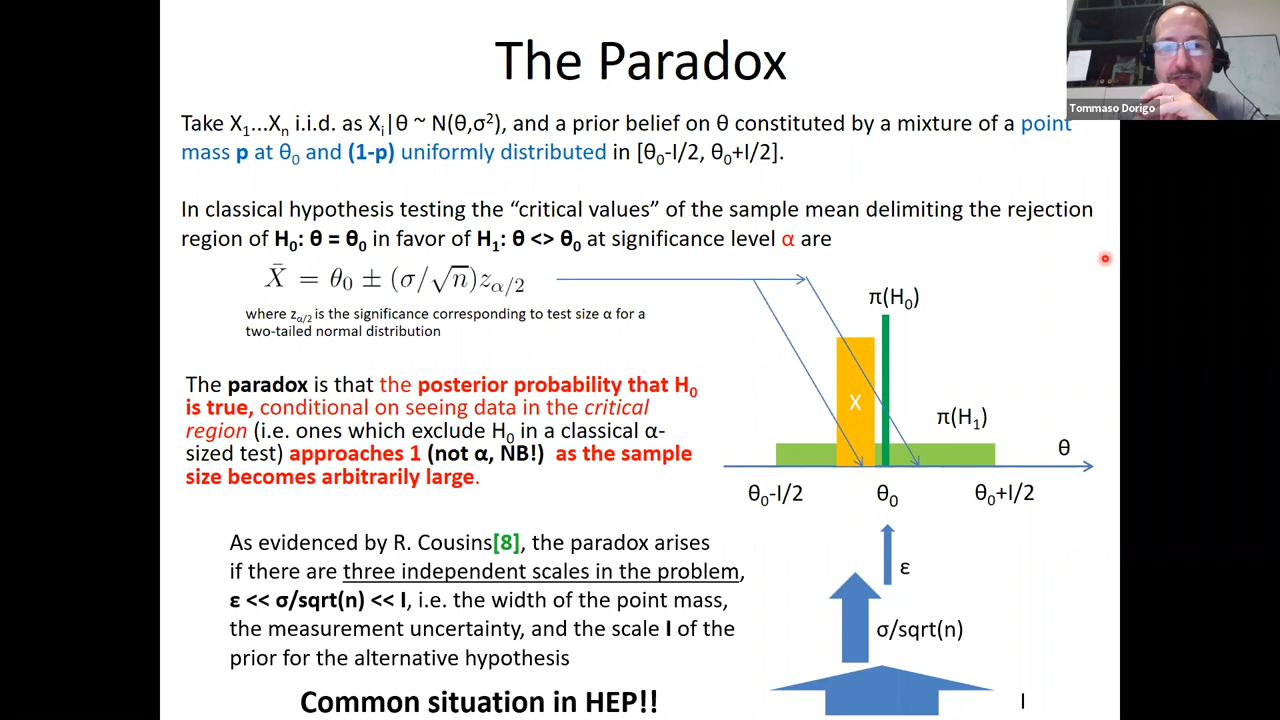 The Paradox
Tommaso Dorigo
Take X₁...Xₙ i.i.d. as Xᵢ|θ ~ N(θ,σ²), and a prior belief on θ constituted by a mixture of a point
mass p at θ₀ and (1-p) uniformly distributed in [θ₀-I/2, θ₀+I/2].
In classical hypothesis testing the “critical values” of the sample mean delimiting the rejection
region of H₀: θ = θ₀ in favor of H₁: θ <> θ₀ at significance level α are
X̄ = θ₀ ± (σ/√n)z_{α/2}
where z_{α/2} is the significance corresponding to test size α for a
two-tailed normal distribution
π(H₀)
The paradox is that the posterior probability that H₀
is true, conditional on seeing data in the critical
region (i.e. ones which exclude H₀ in a classical α-
sized test) approaches 1 (not α, NB!) as the sample
size becomes arbitrarily large.
X
π(H₁)
θ
θ₀-I/2
θ₀
θ₀+I/2
As evidenced by R. Cousins[8], the paradox arises
if there are three independent scales in the problem,
ε << σ/sqrt(n) << I, i.e. the width of the point mass,
the measurement uncertainty, and the scale I of the
prior for the alternative hypothesis
ε
σ/sqrt(n)
I
Common situation in HEP!!